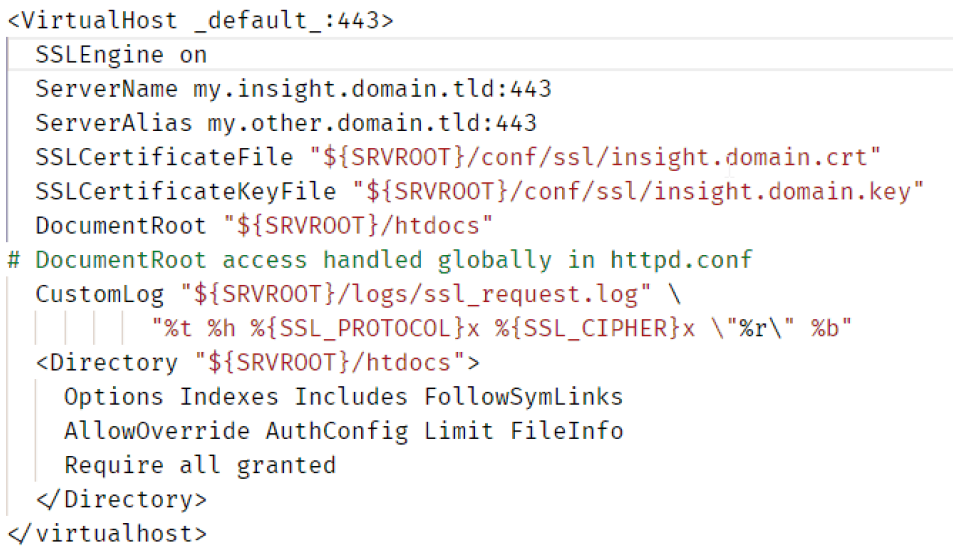 <VirtualHost _default_:443>
SSLEngine on
ServerName my.insight.domain.tld:443
ServerAlias my.other.domain.tld:443
SSLCertificateFile "${SRVROOT}/conf/ssl/insight.domain.crt"
SSLCertificateKeyFile "${SRVROOT}/conf/ssl/insight.domain.key"
DocumentRoot "${SRVROOT}/htdocs"
# DocumentRoot access handled globally in httpd.conf
CustomLog "${SRVROOT}/logs/ssl_request.log" \
"%t %h %{SSL_PROTOCOL}x %{SSL_CIPHER}x \"%r\" %b"
<Directory "${SRVROOT}/htdocs">
Options Indexes Includes FollowSymLinks
AllowOverride AuthConfig Limit FileInfo
Require all granted
</Directory>
</virtualhost>